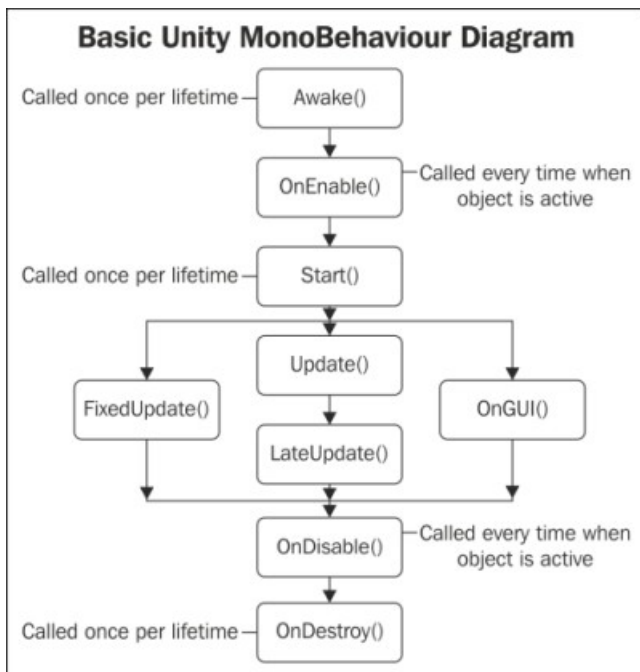 Basic Unity MonoBehaviour Diagram
Called once per lifetime
Awake()
OnEnable()
Called every time when
object is active
Called once per lifetime
Start()
Update()
FixedUpdate()
OnGUI()
LateUpdate()
OnDisable()
Called every time when
object is active
Called once per lifetime
OnDestroy()